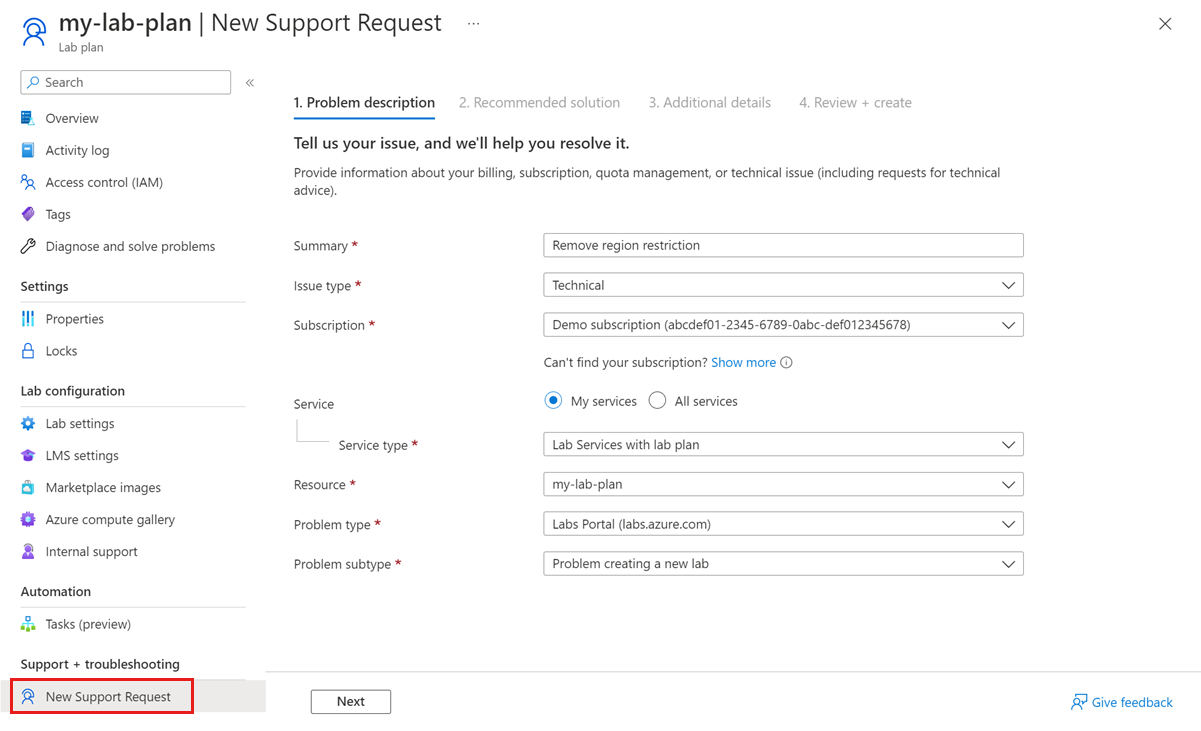 my-lab-plan | New Support Request ...
Lab plan
Search
«
Overview
Activity log
Access control (IAM)
Tags
Diagnose and solve problems
Settings
Properties
Locks
Lab configuration
Lab settings
LMS settings
Marketplace images
Azure compute gallery
Internal support
Automation
Tasks (preview)
Support + troubleshooting
New Support Request
1. Problem description 2. Recommended solution 3. Additional details 4. Review + create
Tell us your issue, and we'll help you resolve it.
Provide information about your billing, subscription, quota management, or technical issue (including requests for technical
advice).
Summary * Remove region restriction
Issue type * Technical
Subscription * Demo subscription (abcdef01-2345-6789-0abc-def012345678)
Can't find your subscription? Show more
Service My services All services
Service type * Lab Services with lab plan
Resource * my-lab-plan
Problem type * Labs Portal (labs.azure.com)
Problem subtype * Problem creating a new lab
Next
Give feedback